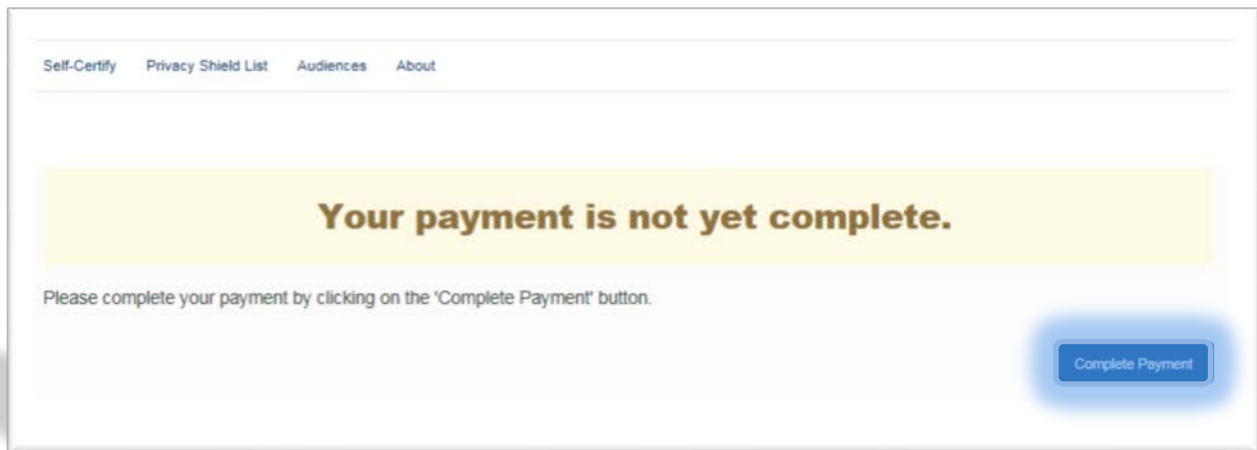 Self-Certify Privacy Shield List Audiences About
Your payment is not yet complete.
Please complete your payment by clicking on the 'Complete Payment' button.
Complete Payment